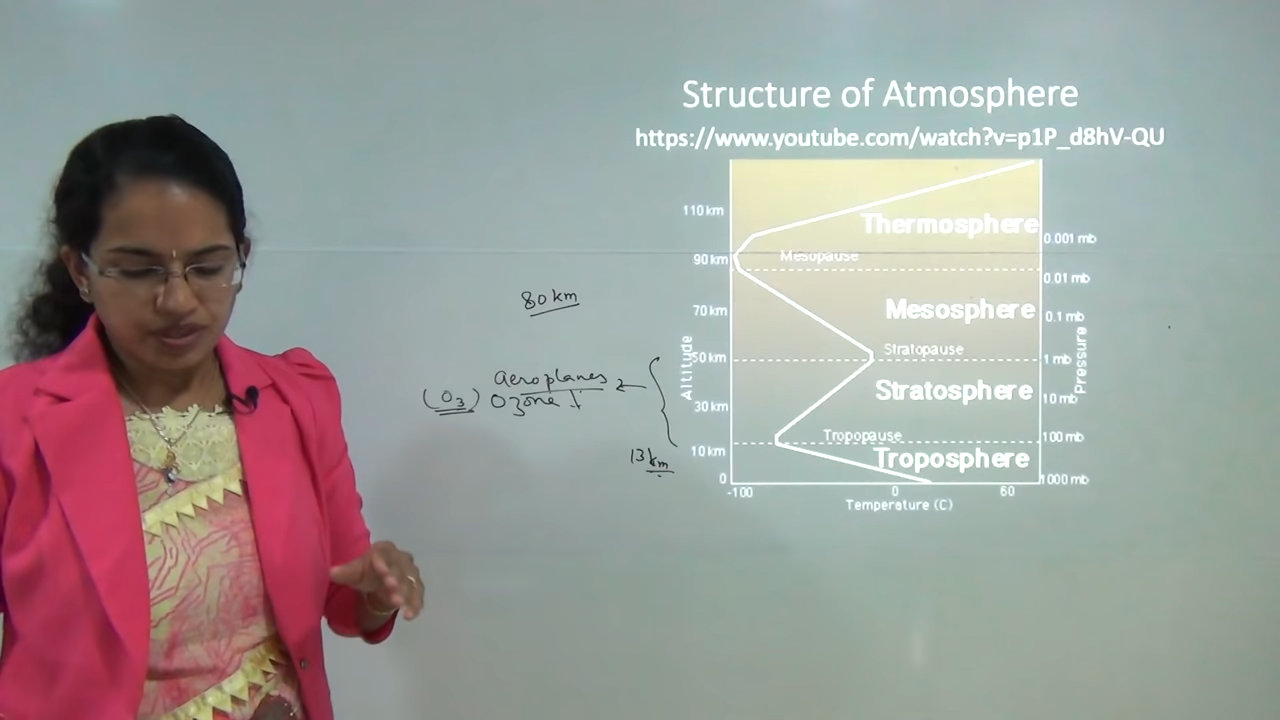 Structure of Atmosphere
https://www.youtube.com/watch?v=p1P_d8hV-QU
110 km
Thermosphere
0.001 mb
90 km
Mesopause
0.01 mb
80 km
70 km
Mesosphere
0.1 mb
Altitude
Pressure
50 km
Stratopause
1 mb
Aeroplanes
(O3) Ozone
Stratosphere
30 km
10 mb
Tropopause
100 mb
13 km
10 km
Troposphere
0
1000 mb
-100
0
60
Temperature (C)